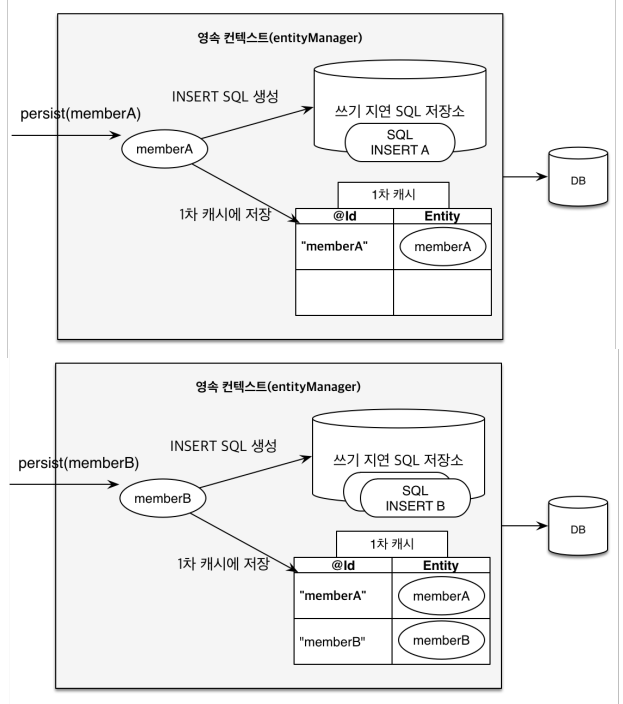 영속 컨텍스트(entityManager)
INSERT SQL 생성
persist(memberA)
쓰기 지연 SQL 저장소
SQL
INSERT A
memberA
DB
1차 캐시
1차 캐시에 저장
@Id Entity
"memberA" memberA
영속 컨텍스트(entityManager)
INSERT SQL 생성
persist(memberB)
쓰기 지연 SQL 저장소
SQL
INSERT B
memberB
DB
1차 캐시
1차 캐시에 저장
@Id Entity
"memberA" memberA
"memberB" memberB